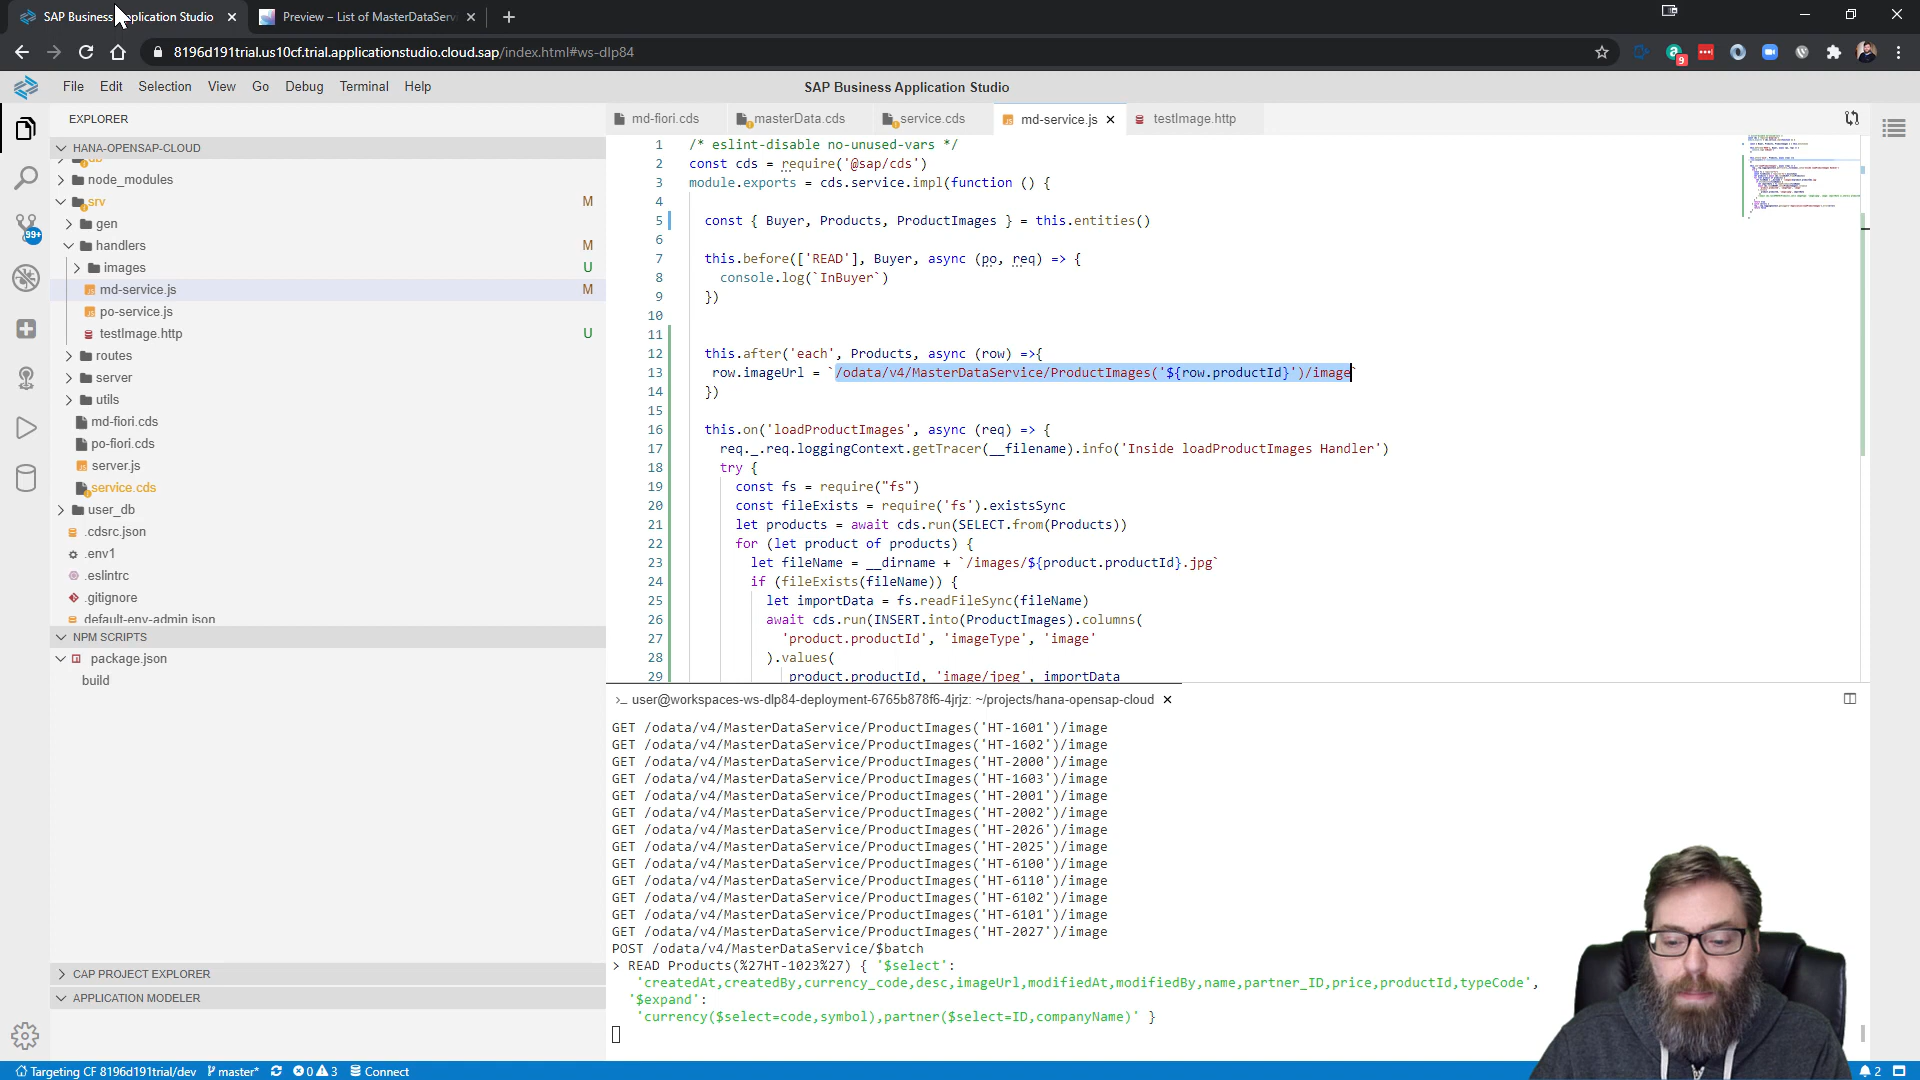 SAP Business Application Studio
Preview – List of MasterDataServ
8196d191trial.us10cf.trial.applicationstudio.cloud.sap/index.html#ws-dlp84
9
File Edit Selection View Go Debug Terminal Help
SAP Business Application Studio
EXPLORER
HANA-OPENSAP-CLOUD
db
node_modules
srv M
gen
handlers M
images U
md-service.js M
po-service.js
testImage.http U
routes
server
utils
md-fiori.cds
po-fiori.cds
server.js
service.cds
user_db
.cdsrc.json
.env1
.eslintrc
.gitignore
default-env-admin.json
NPM SCRIPTS
package.json
build
CAP PROJECT EXPLORER
APPLICATION MODELER
99+
md-fiori.cds masterData.cds service.cds md-service.js testImage.http
1 /* eslint-disable no-unused-vars */
2 const cds = require('@sap/cds')
3 module.exports = cds.service.impl(function () {
4
5 const { Buyer, Products, ProductImages } = this.entities()
6
7 this.before(['READ'], Buyer, async (po, req) => {
8 console.log(`InBuyer`)
9 })
10
11
12 this.after('each', Products, async (row) =>{
13 row.imageUrl = `/odata/v4/MasterDataService/ProductImages('${row.productId}')/image`
14 })
15
16 this.on('loadProductImages', async (req) => {
17 req._.req.loggingContext.getTracer(__filename).info('Inside loadProductImages Handler')
18 try {
19 const fs = require("fs")
20 const fileExists = require('fs').existsSync
21 let products = await cds.run(SELECT.from(Products))
22 for (let product of products) {
23 let fileName = __dirname + `/images/${product.productId}.jpg`
24 if (fileExists(fileName)) {
25 let importData = fs.readFileSync(fileName)
26 await cds.run(INSERT.into(ProductImages).columns(
27 'product.productId', 'imageType', 'image'
28 ).values(
29 product.productId, 'image/jpeg', importData
>_ user@workspaces-ws-dlp84-deployment-6765b878f6-4jrjz: ~/projects/hana-opensap-cloud
GET /odata/v4/MasterDataService/ProductImages('HT-1601')/image
GET /odata/v4/MasterDataService/ProductImages('HT-1602')/image
GET /odata/v4/MasterDataService/ProductImages('HT-2000')/image
GET /odata/v4/MasterDataService/ProductImages('HT-1603')/image
GET /odata/v4/MasterDataService/ProductImages('HT-2001')/image
GET /odata/v4/MasterDataService/ProductImages('HT-2002')/image
GET /odata/v4/MasterDataService/ProductImages('HT-2026')/image
GET /odata/v4/MasterDataService/ProductImages('HT-2025')/image
GET /odata/v4/MasterDataService/ProductImages('HT-6100')/image
GET /odata/v4/MasterDataService/ProductImages('HT-6110')/image
GET /odata/v4/MasterDataService/ProductImages('HT-6102')/image
GET /odata/v4/MasterDataService/ProductImages('HT-6101')/image
GET /odata/v4/MasterDataService/ProductImages('HT-2027')/image
POST /odata/v4/MasterDataService/$batch
> READ Products(%27HT-1023%27) { '$select':
'createdAt,createdBy,currency_code,desc,imageUrl,modifiedAt,modifiedBy,name,partner_ID,price,productId,typeCode',
'$expand':
'currency($select=code,symbol),partner($select=ID,companyName)' }
Targeting CF 8196d191trial/dev master* 0 3 Connect 2